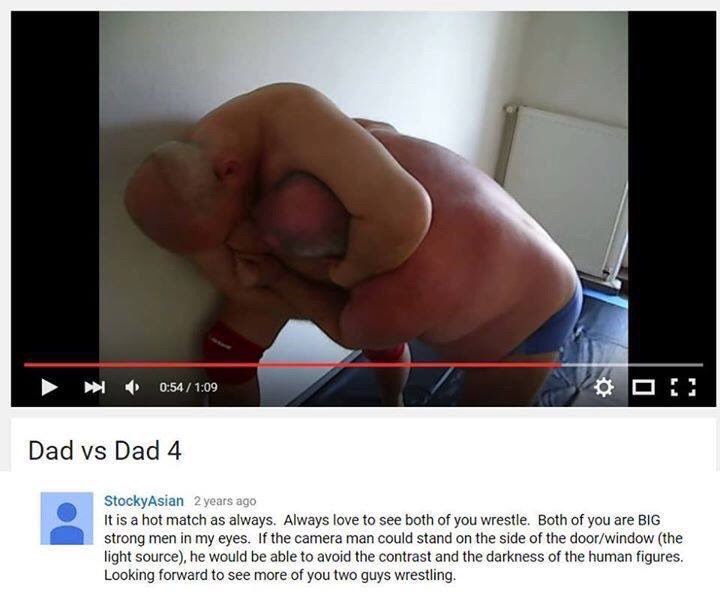 0:54 / 1:09
Dad vs Dad 4
StockyAsian 2 years ago
It is a hot match as always. Always love to see both of you wrestle. Both of you are BIG
strong men in my eyes. If the camera man could stand on the side of the door/window (the
light source), he would be able to avoid the contrast and the darkness of the human figures.
Looking forward to see more of you two guys wrestling.